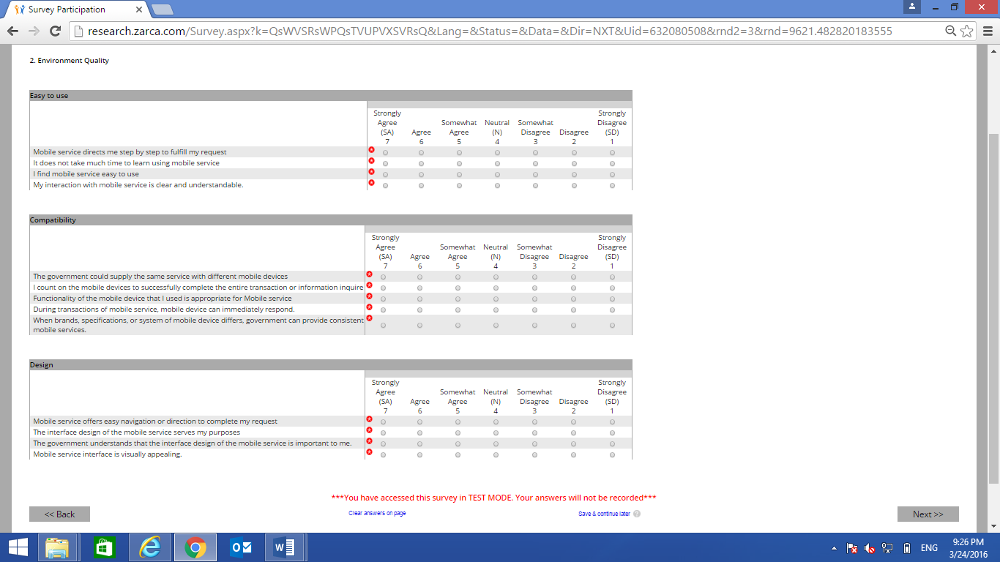 Survey Participation
research.zarca.com/Survey.aspx?k=QsWVSRsWPQsTVUPVXSVRsQ&Lang=&Status=&Data=&Dir=NXT&Uid=632080508&rnd2=3&rnd=9621.482820183555
2. Environment Quality
Easy to use
Strongly Agree (SA) 7 Agree 6 Somewhat Agree 5 Neutral (N) 4 Somewhat Disagree 3 Disagree 2 Strongly Disagree (SD) 1
Mobile service directs me step by step to fulfill my request
It does not take much time to learn using mobile service
I find mobile service easy to use
My interaction with mobile service is clear and understandable.
Compatibility
Strongly Agree (SA) 7 Agree 6 Somewhat Agree 5 Neutral (N) 4 Somewhat Disagree 3 Disagree 2 Strongly Disagree (SD) 1
The government could supply the same service with different mobile devices
I count on the mobile devices to successfully complete the entire transaction or information inquire
Functionality of the mobile device that I used is appropriate for Mobile service
During transactions of mobile service, mobile device can immediately respond.
When brands, specifications, or system of mobile device differs, government can provide consistent
mobile services.
Design
Strongly Agree (SA) 7 Agree 6 Somewhat Agree 5 Neutral (N) 4 Somewhat Disagree 3 Disagree 2 Strongly Disagree (SD) 1
Mobile service offers easy navigation or direction to complete my request
The interface design of the mobile service serves my purposes
The government understands that the interface design of the mobile service is important to me.
Mobile service interface is visually appealing.
***You have accessed this survey in TEST MODE. Your answers will not be recorded***
<< Back
Clear answers on page
Save & continue later ?
Next >>
ENG
9:26 PM
3/24/2016